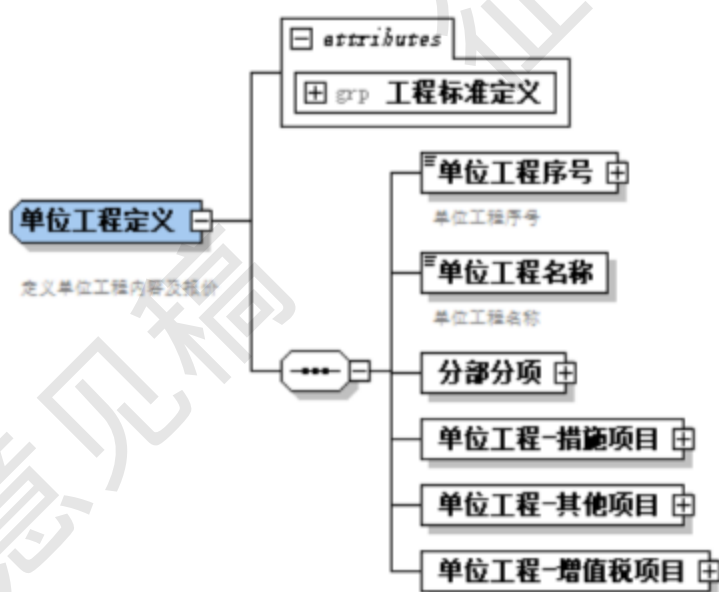 attributes
grp 工程标准定义
单位工程序号
单位工程序号
单位工程定义
定义单位工程内容及报价
单位工程名称
单位工程名称
分部分项
单位工程-措施项目
单位工程-其他项目
单位工程-增值税项目
征
意见稿